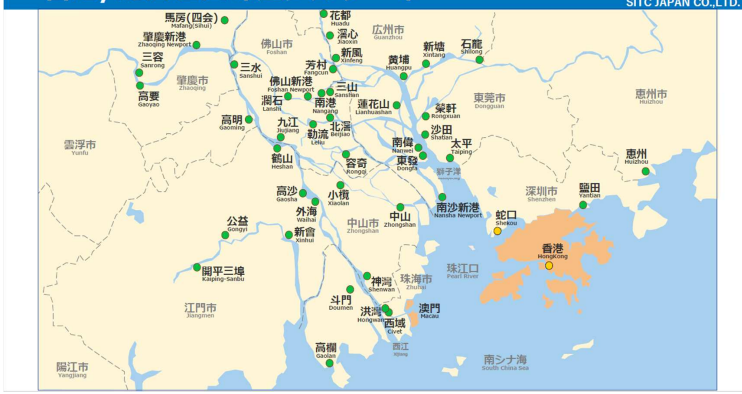 SITC JAPAN CO.,LTD.
馬房(四会)
Mafang(Sihui)
花都
Huadu
広州市
Guanzhou
肇慶新港
Zhaoqing Newport
滘心
Jiaoxin
佛山市
Foshan
三容
Sanrong
新風
Xinfeng
新塘
Xintang
石龍
Shilong
芳村
Fangcun
黄埔
Huangpu
三水
Sanshui
肇慶市
Zhaoqing
佛山新港
Foshan Newport
三山
Sanshan
高要
Gaoyao
瀾石
Lanshi
南港
Nangang
蓮花山
Lianhuashan
東莞市
Dongguan
惠州市
Huizhou
榮軒
Rongxuan
高明
Gaoming
九江
Jiujiang
北滘
Beijiao
沙田
Shatian
勒流
Leliu
雲浮市
Yunfu
南偉
Nanwei
太平
Taiping
鶴山
Heshan
容奇
Rongqi
東發
Dongfa
惠州
Huizhou
獅子洋
高沙
Gaosha
小欖
Xiaolan
深圳市
Shenzhen
鹽田
Yantian
外海
Waihai
中山
Zhongshan
南沙新港
Nansha Newport
蛇口
Shekou
公益
Gongyi
新會
Xinhui
中山市
Zhongshan
香港
HongKong
開平三埠
Kaiping-Sanbu
神灣
Shenwan
珠海市
Zhuhai
珠江口
Pearl River
江門市
Jiangmen
斗門
Doumen
洪灣
Hongwan
西域
Civet
澳門
Macau
高欄
Gaolan
西江
Xijiang
陽江市
Yangjiang
南シナ海
South China Sea